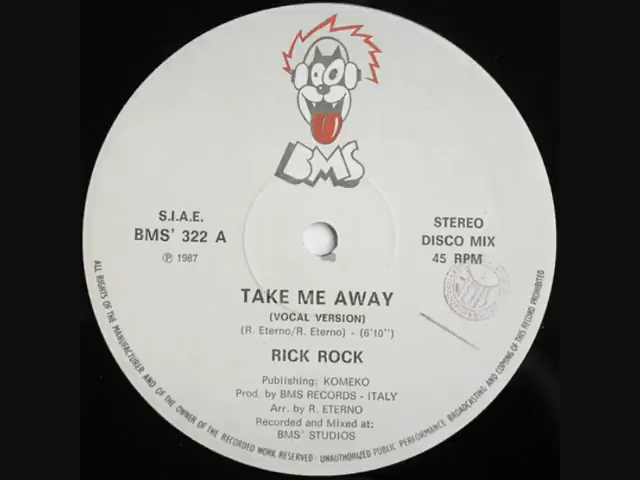 BMS
S.I.A.E.
BMS' 322 A
℗ 1987
STEREO
DISCO MIX
45 RPM
TAKE ME AWAY
(VOCAL VERSION)
(R. Eterno/R. Eterno) - (6'10'')
RICK ROCK
Publishing: KOMEKO
Prod. by BMS RECORDS - ITALY
Arr. by R. ETERNO
Recorded and Mixed at:
BMS' STUDIOS
ALL RIGHTS OF THE MANUFACTURER AND OF THE OWNER OF THE RECORDED WORK RESERVED - UNAUTHORIZED PUBLIC PERFORMANCE BROADCASTING AND COPYING OF THIS RECORD PROHIBITED